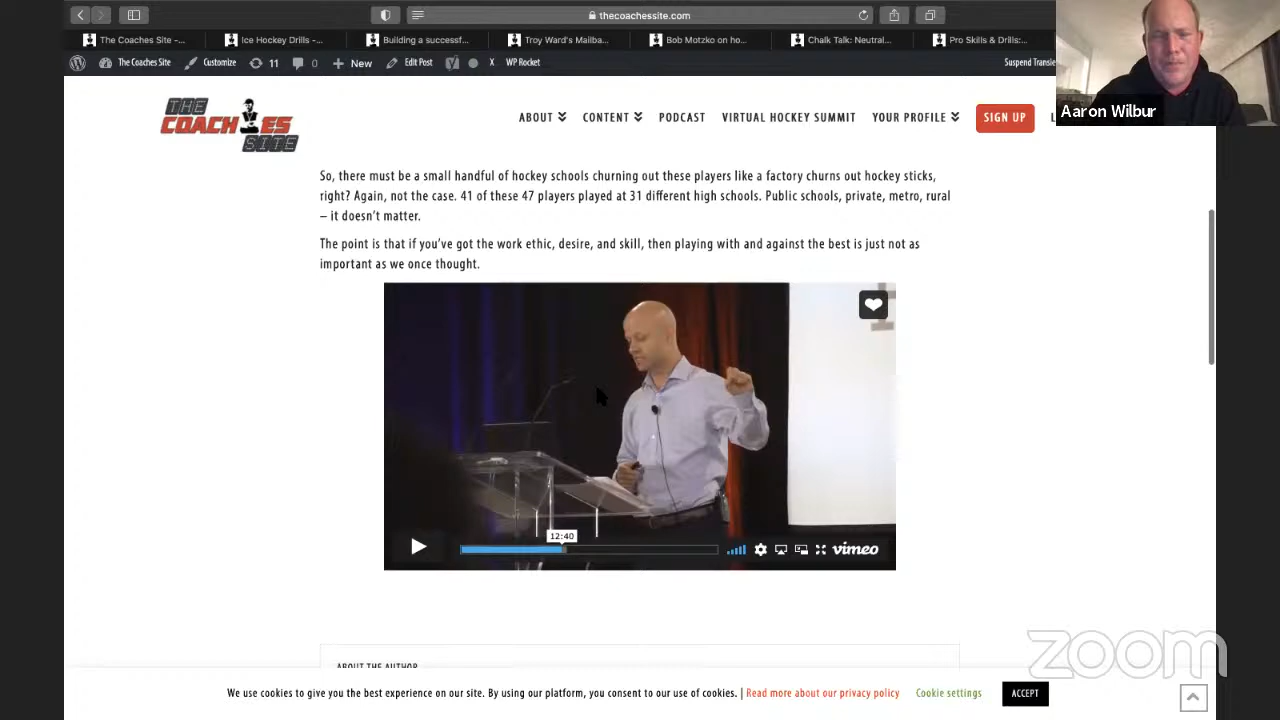 thecoachessite.com
The Coaches Site -...
Ice Hockey Drills -...
Building a successf...
Troy Ward's Mailba...
Bob Motzko on ho...
Chalk Talk: Neutral...
Pro Skills & Drills:...
The Coaches Site
Customize
11
0
+ New
Edit Post
X
WP Rocket
Suspend Transie
Aaron Wilbur
THE COACHES SITE
ABOUT
CONTENT
PODCAST
VIRTUAL HOCKEY SUMMIT
YOUR PROFILE
SIGN UP
L
So, there must be a small handful of hockey schools churning out these players like a factory churns out hockey sticks,
right? Again, not the case. 41 of these 47 players played at 31 different high schools. Public schools, private, metro, rural
– it doesn't matter.
The point is that if you've got the work ethic, desire, and skill, then playing with and against the best is just not as
important as we once thought.
12:40
vimeo
ABOUT THE AUTHOR
zoom
We use cookies to give you the best experience on our site. By using our platform, you consent to our use of cookies. | Read more about our privacy policy
Cookie settings
ACCEPT